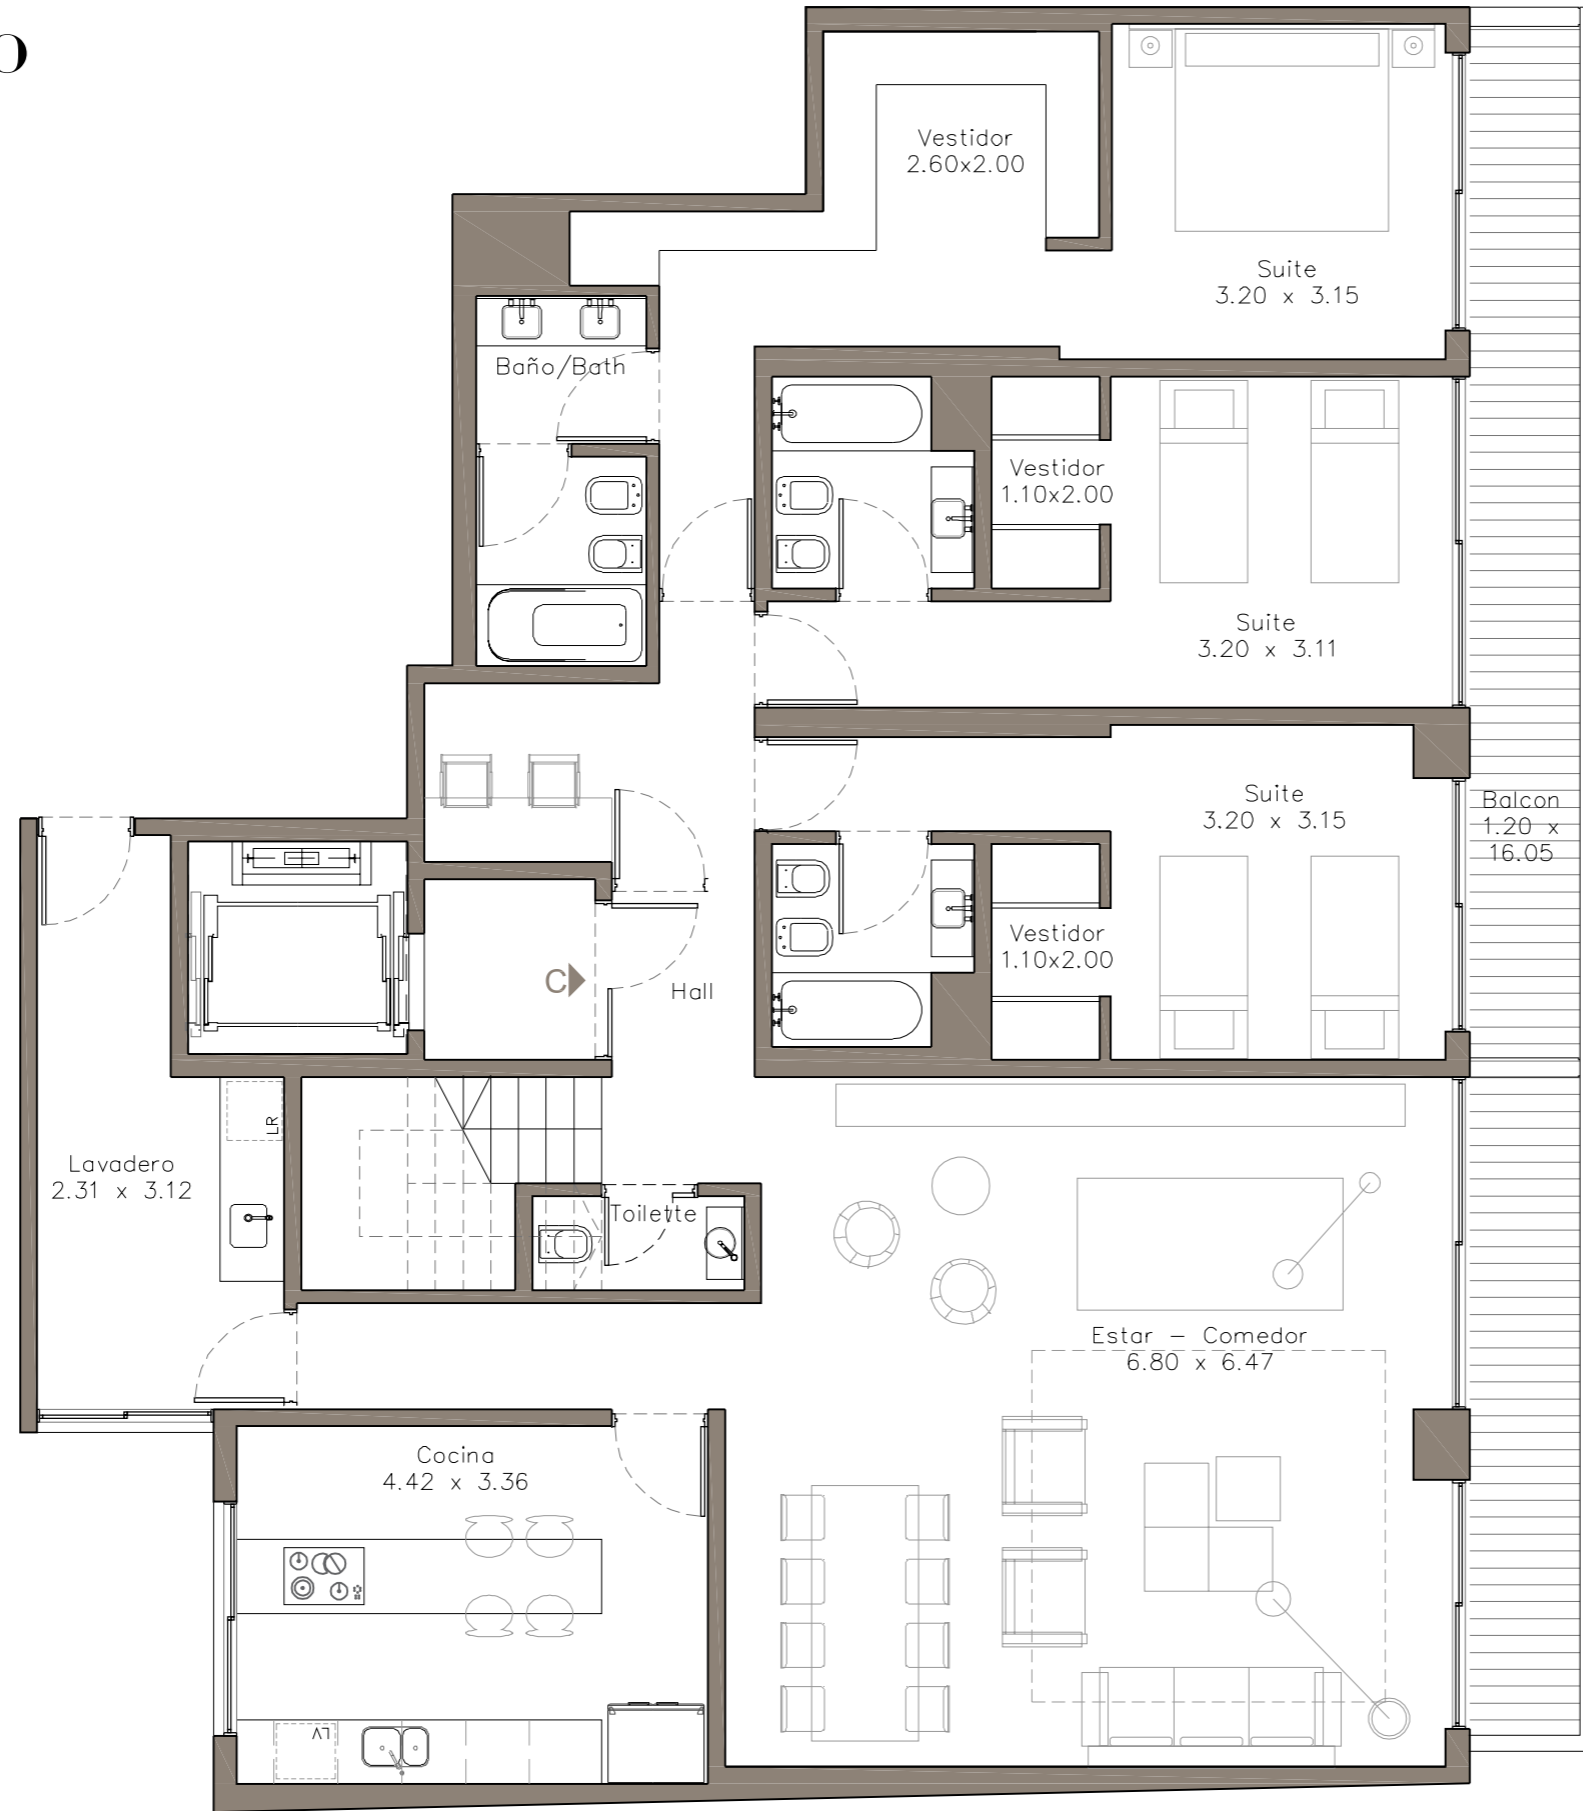 O
Vestidor
2.60x2.00
Suite
3.20 x 3.15
Baño/Bath
Vestidor
1.10x2.00
Suite
3.20 x 3.11
Suite
3.20 x 3.15
Balcon
1.20 x
16.05
Vestidor
1.10x2.00
C
Hall
LR
Lavadero
2.31 x 3.12
Toilette
Estar – Comedor
6.80 x 6.47
Cocina
4.42 x 3.36
LV